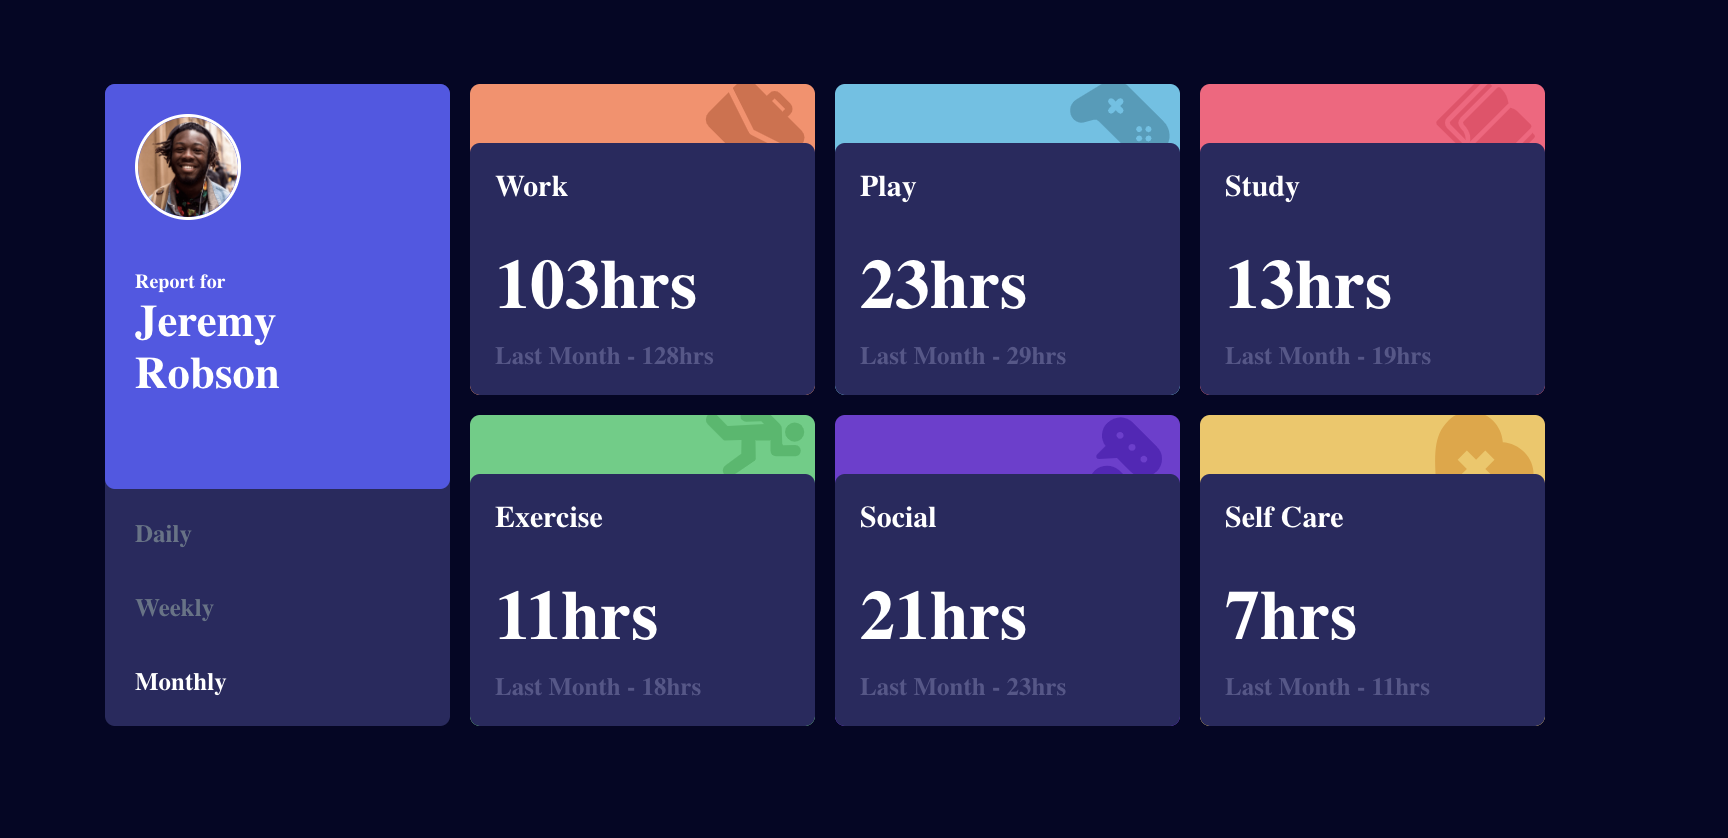 Report for
Jeremy
Robson
Daily
Weekly
Monthly
Work
103hrs
Last Month - 128hrs
Play
23hrs
Last Month - 29hrs
Study
13hrs
Last Month - 19hrs
Exercise
11hrs
Last Month - 18hrs
Social
21hrs
Last Month - 23hrs
Self Care
7hrs
Last Month - 11hrs